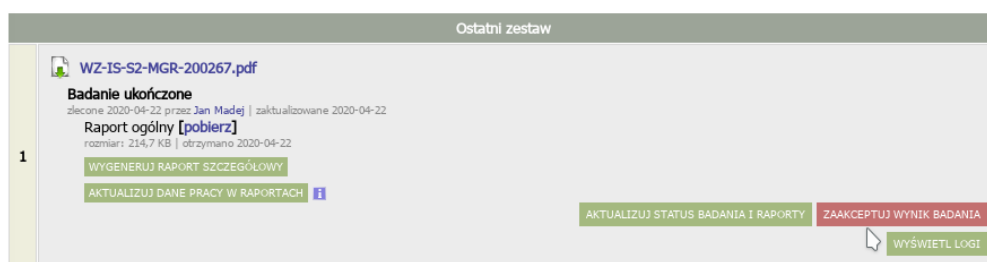 Ostatni zestaw
1
WZ-IS-S2-MGR-200267.pdf
Badanie ukończone
zlecone 2020-04-22 przez Jan Madej | zaktualizowane 2020-04-22
Raport ogólny [pobierz]
rozmiar: 214,7 KB | otrzymano 2020-04-22
WYGENERUJ RAPORT SZCZEGÓŁOWY
AKTUALIZUJ DANE PRACY W RAPORTACH i
AKTUALIZUJ STATUS BADANIA I RAPORTY ZAAKCEPTUJ WYNIK BADANIA
WYŚWIETL LOGI